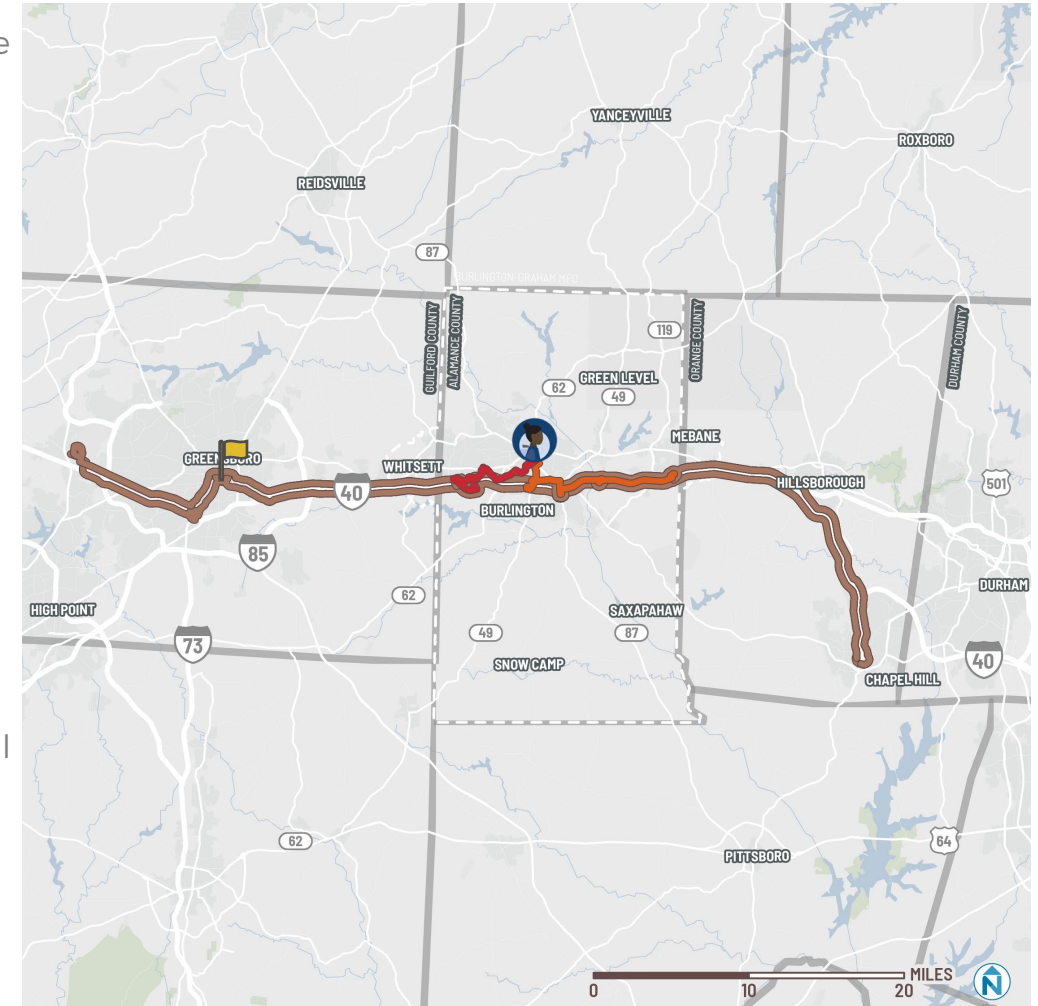 e
YANCEYVILLE
ROXBORO
REIDSVILLE
87
BURLINGTON-GRAHAM MPO
GUILFORD COUNTY
ALAMANCE COUNTY
ORANGE COUNTY
DURHAM COUNTY
119
GREEN LEVEL
62
49
MEBANE
GREENSBORO
WHITSETT
40
HILLSBOROUGH
501
BURLINGTON
85
DURHAM
62
HIGH POINT
SAXAPAHAW
49
87
73
40
SNOW CAMP
CHAPEL HILL
l
62
64
PITTSBORO
MILES
0
10
20
N